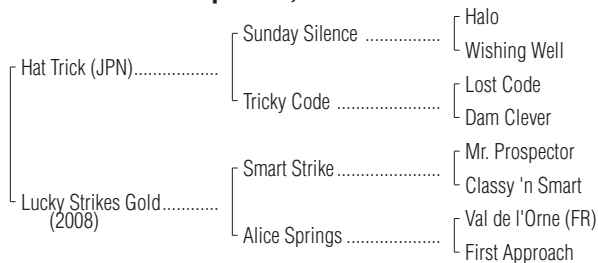 Halo
Sunday Silence ..................
Wishing Well
Hat Trick (JPN)..................
Lost Code
Tricky Code ......................
Dam Clever
Mr. Prospector
Smart Strike......................
Classy 'n Smart
Lucky Strikes Gold............
(2008)
Val de l'Orne (FR)
Alice Springs ....................
First Approach